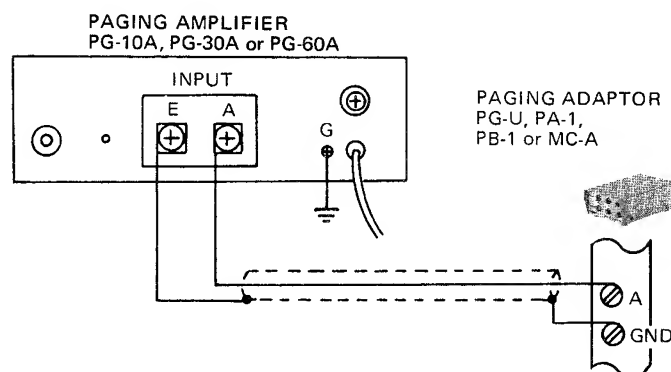 PAGING AMPLIFIER
PG-10A, PG-30A or PG-60A
INPUT
E A
G
PAGING ADAPTOR
PG-U, PA-1,
PB-1 or MC-A
A
GND